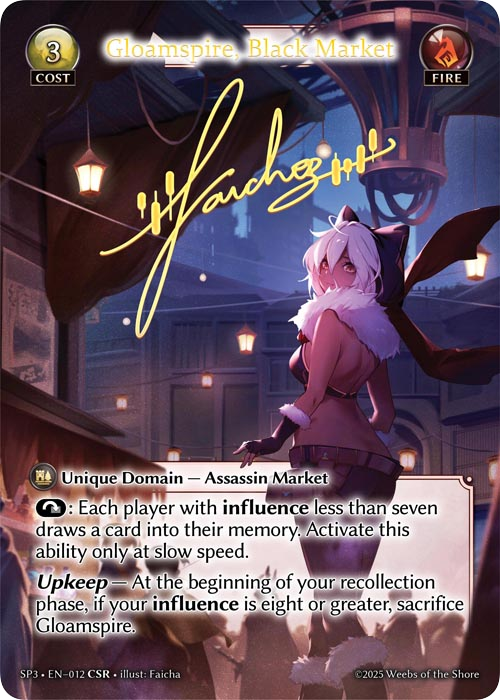 3
COST
Gloamspire, Black Market
FIRE
Faicha
Unique Domain — Assassin Market
: Each player with influence less than seven
draws a card into their memory. Activate this
ability only at slow speed.
Upkeep — At the beginning of your recollection
phase, if your influence is eight or greater, sacrifice
Gloamspire.
SP3 • EN-012 CSR • illust: Faicha
©2025 Weebs of the Shore